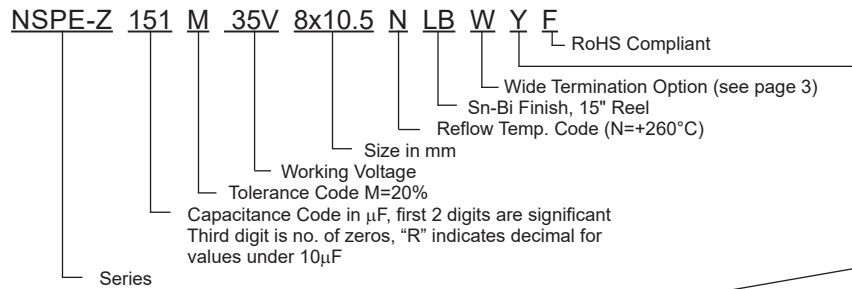 NSPE-Z 151 M 35V 8x10.5 N LB W Y F
RoHS Compliant
Wide Termination Option (see page 3)
Sn-Bi Finish, 15" Reel
Reflow Temp. Code (N=+260°C)
Size in mm
Working Voltage
Tolerance Code M=20%
Capacitance Code in μF, first 2 digits are significant
Third digit is no. of zeros, “R” indicates decimal for
values under 10μF
Series